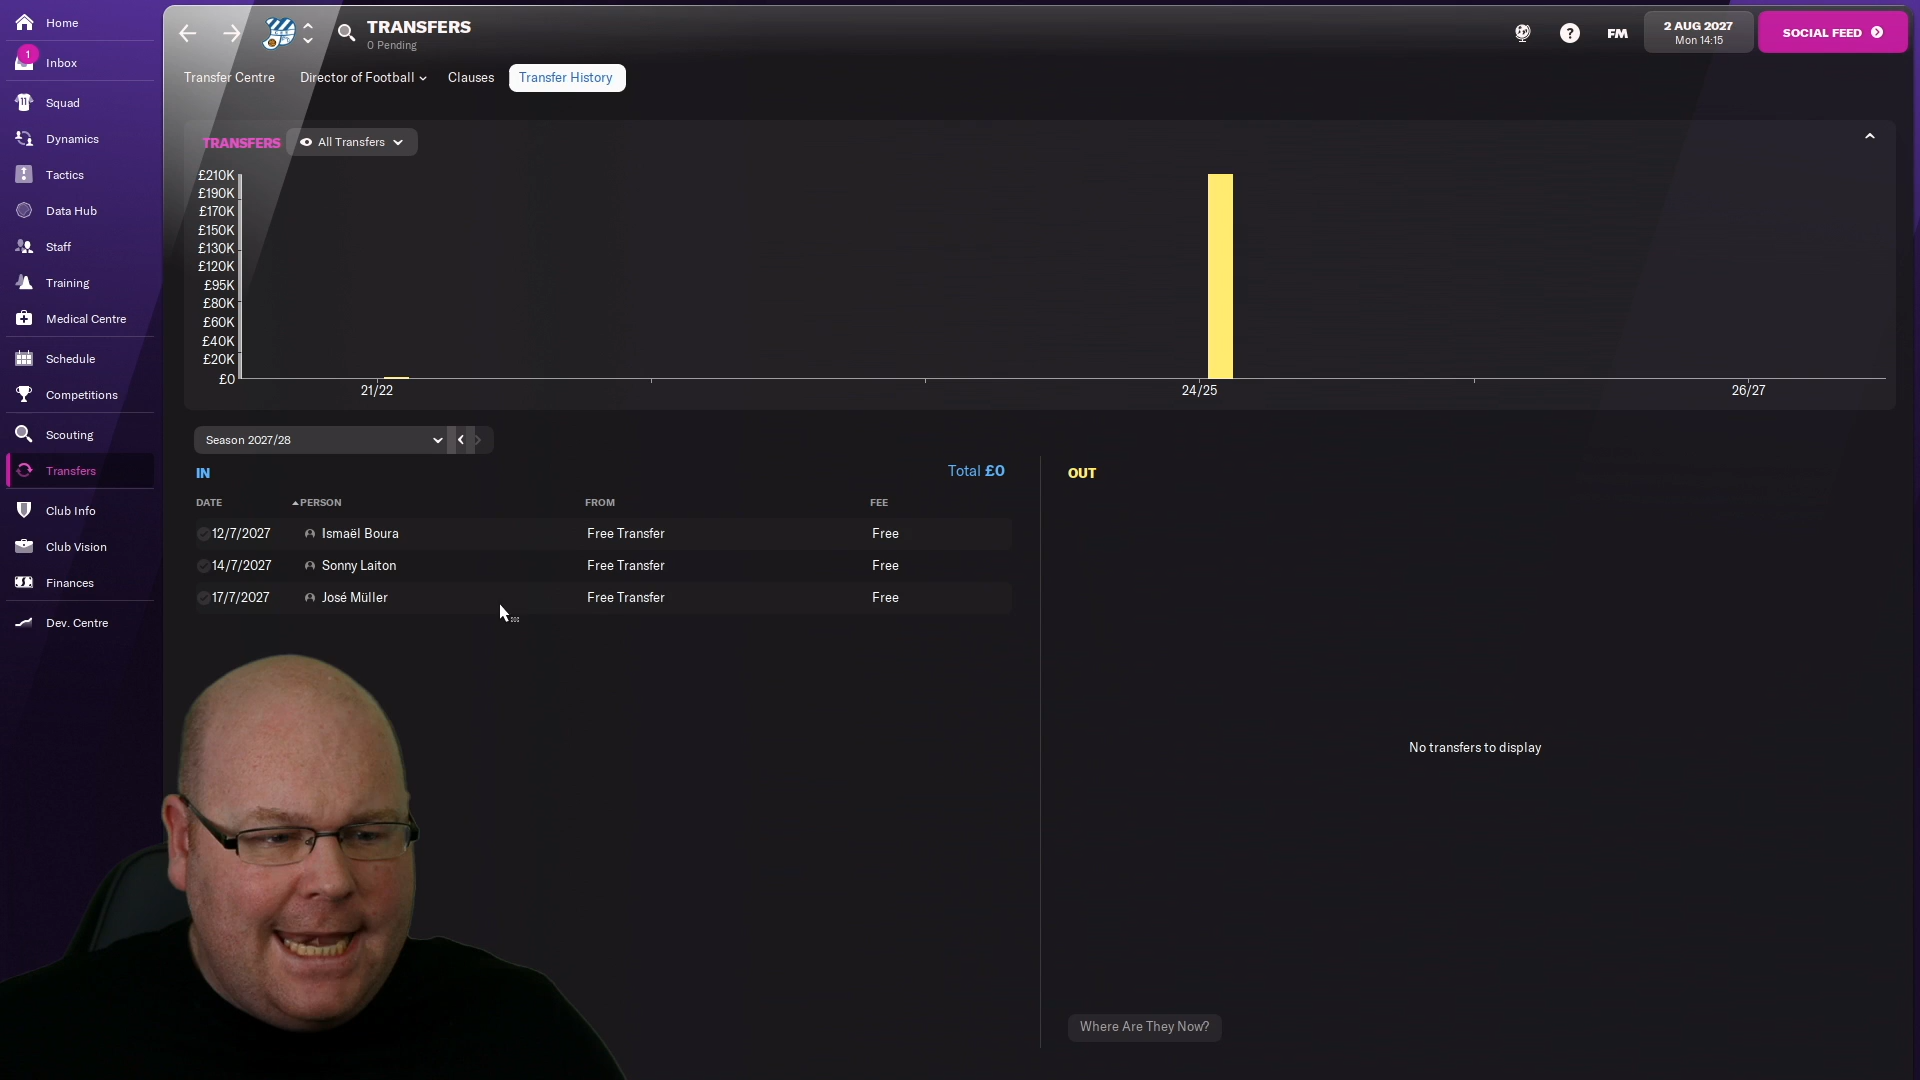 Home
1
Inbox
Squad
Dynamics
Tactics
Data Hub
Staff
Training
Medical Centre
Schedule
Competitions
Scouting
Transfers
Club Info
Club Vision
Finances
Dev. Centre
TRANSFERS
0 Pending
?
FM
2 AUG 2027
Mon 14:15
SOCIAL FEED
Transfer Centre
Director of Football
Clauses
Transfer History
TRANSFERS
All Transfers
£210K
£190K
£170K
£150K
£130K
£120K
£95K
£80K
£60K
£40K
£20K
£0
21/22
24/25
26/27
Season 2027/28
IN
Total £0
DATE PERSON FROM FEE
12/7/2027 Ismaël Boura Free Transfer Free
14/7/2027 Sonny Laiton Free Transfer Free
17/7/2027 José Müller Free Transfer Free
OUT
No transfers to display
Where Are They Now?